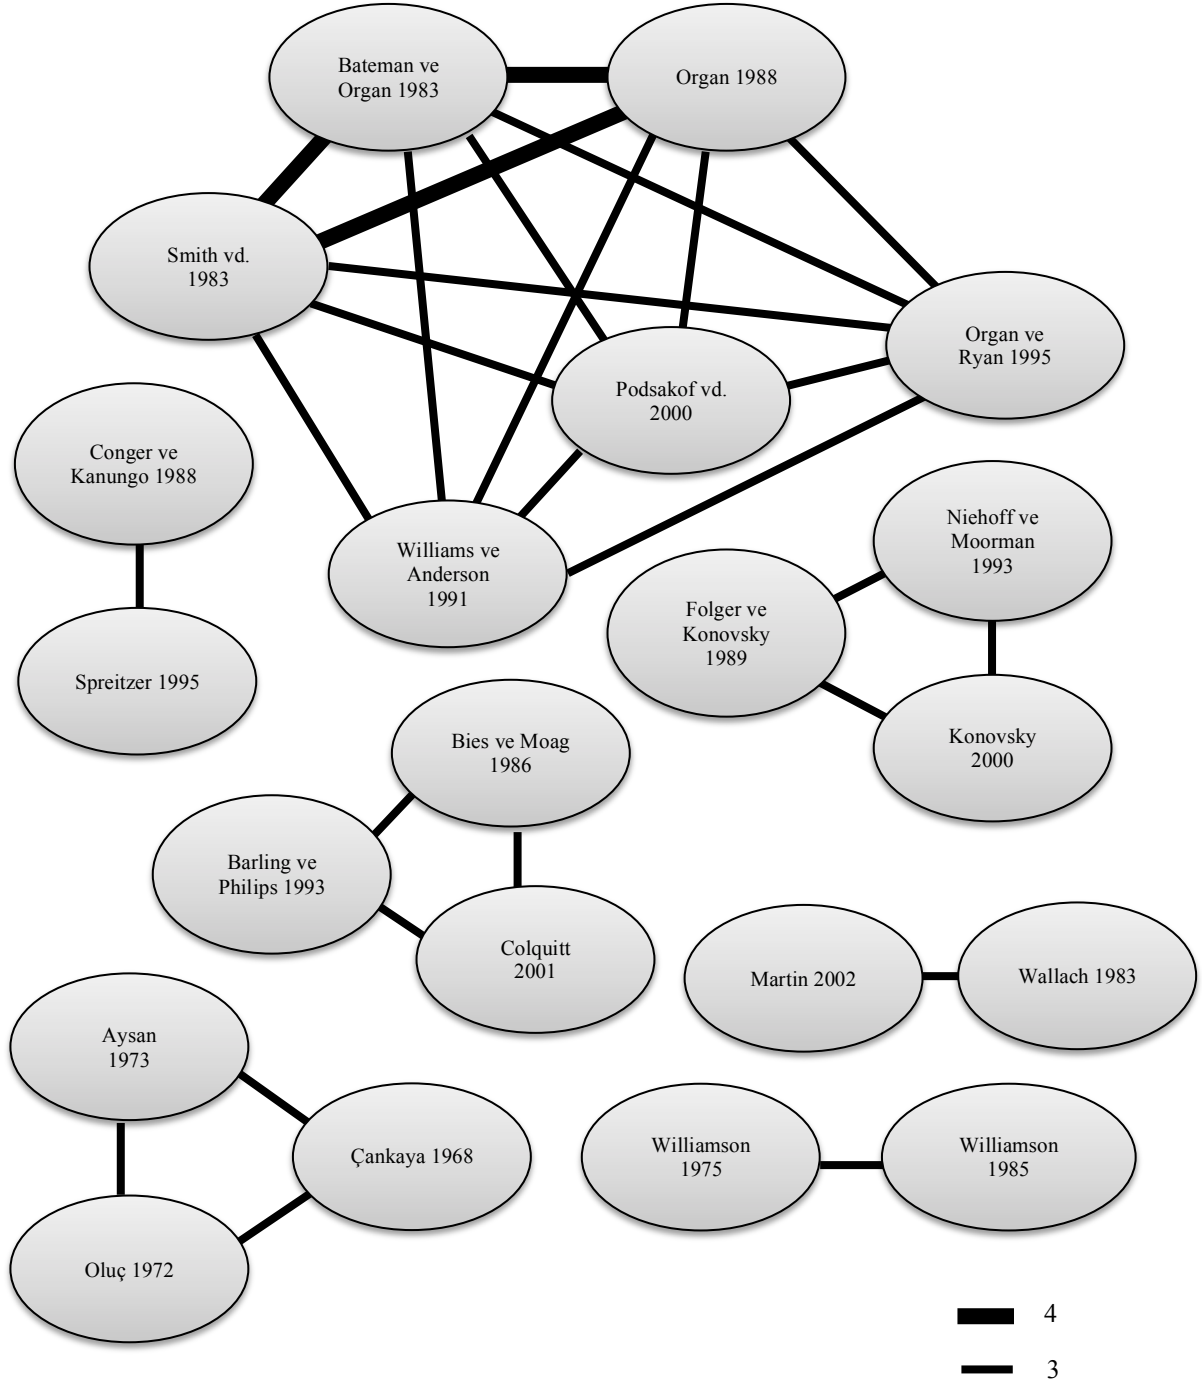 Bateman ve
Organ 1983
Organ 1988
Smith vd.
1983
Organ ve
Ryan 1995
Podsakof vd.
2000
Conger ve
Kanungo 1988
Williams ve
Anderson
1991
Niehoff ve
Moorman
1993
Folger ve
Konovsky
1989
Spreitzer 1995
Konovsky
2000
Bies ve Moag
1986
Barling ve
Philips 1993
Colquitt
2001
Martin 2002
Wallach 1983
Aysan
1973
Çankaya 1968
Williamson
1975
Williamson
1985
Oluç 1972
4
3